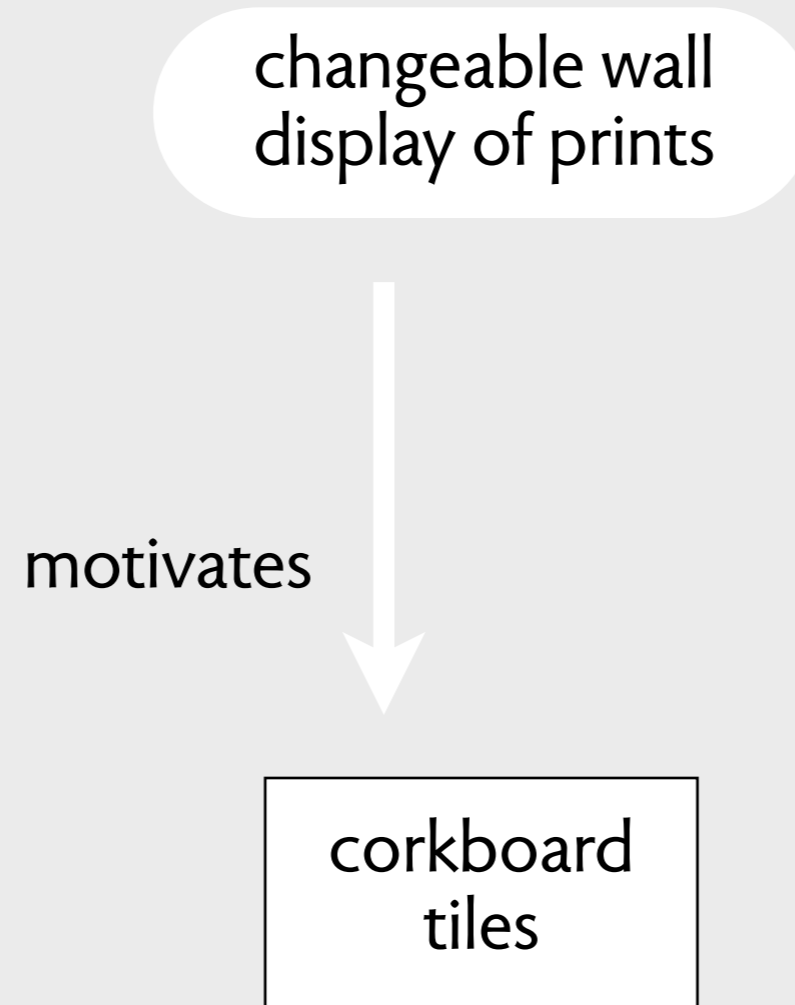 changeable wall
display of prints
motivates
corkboard
tiles